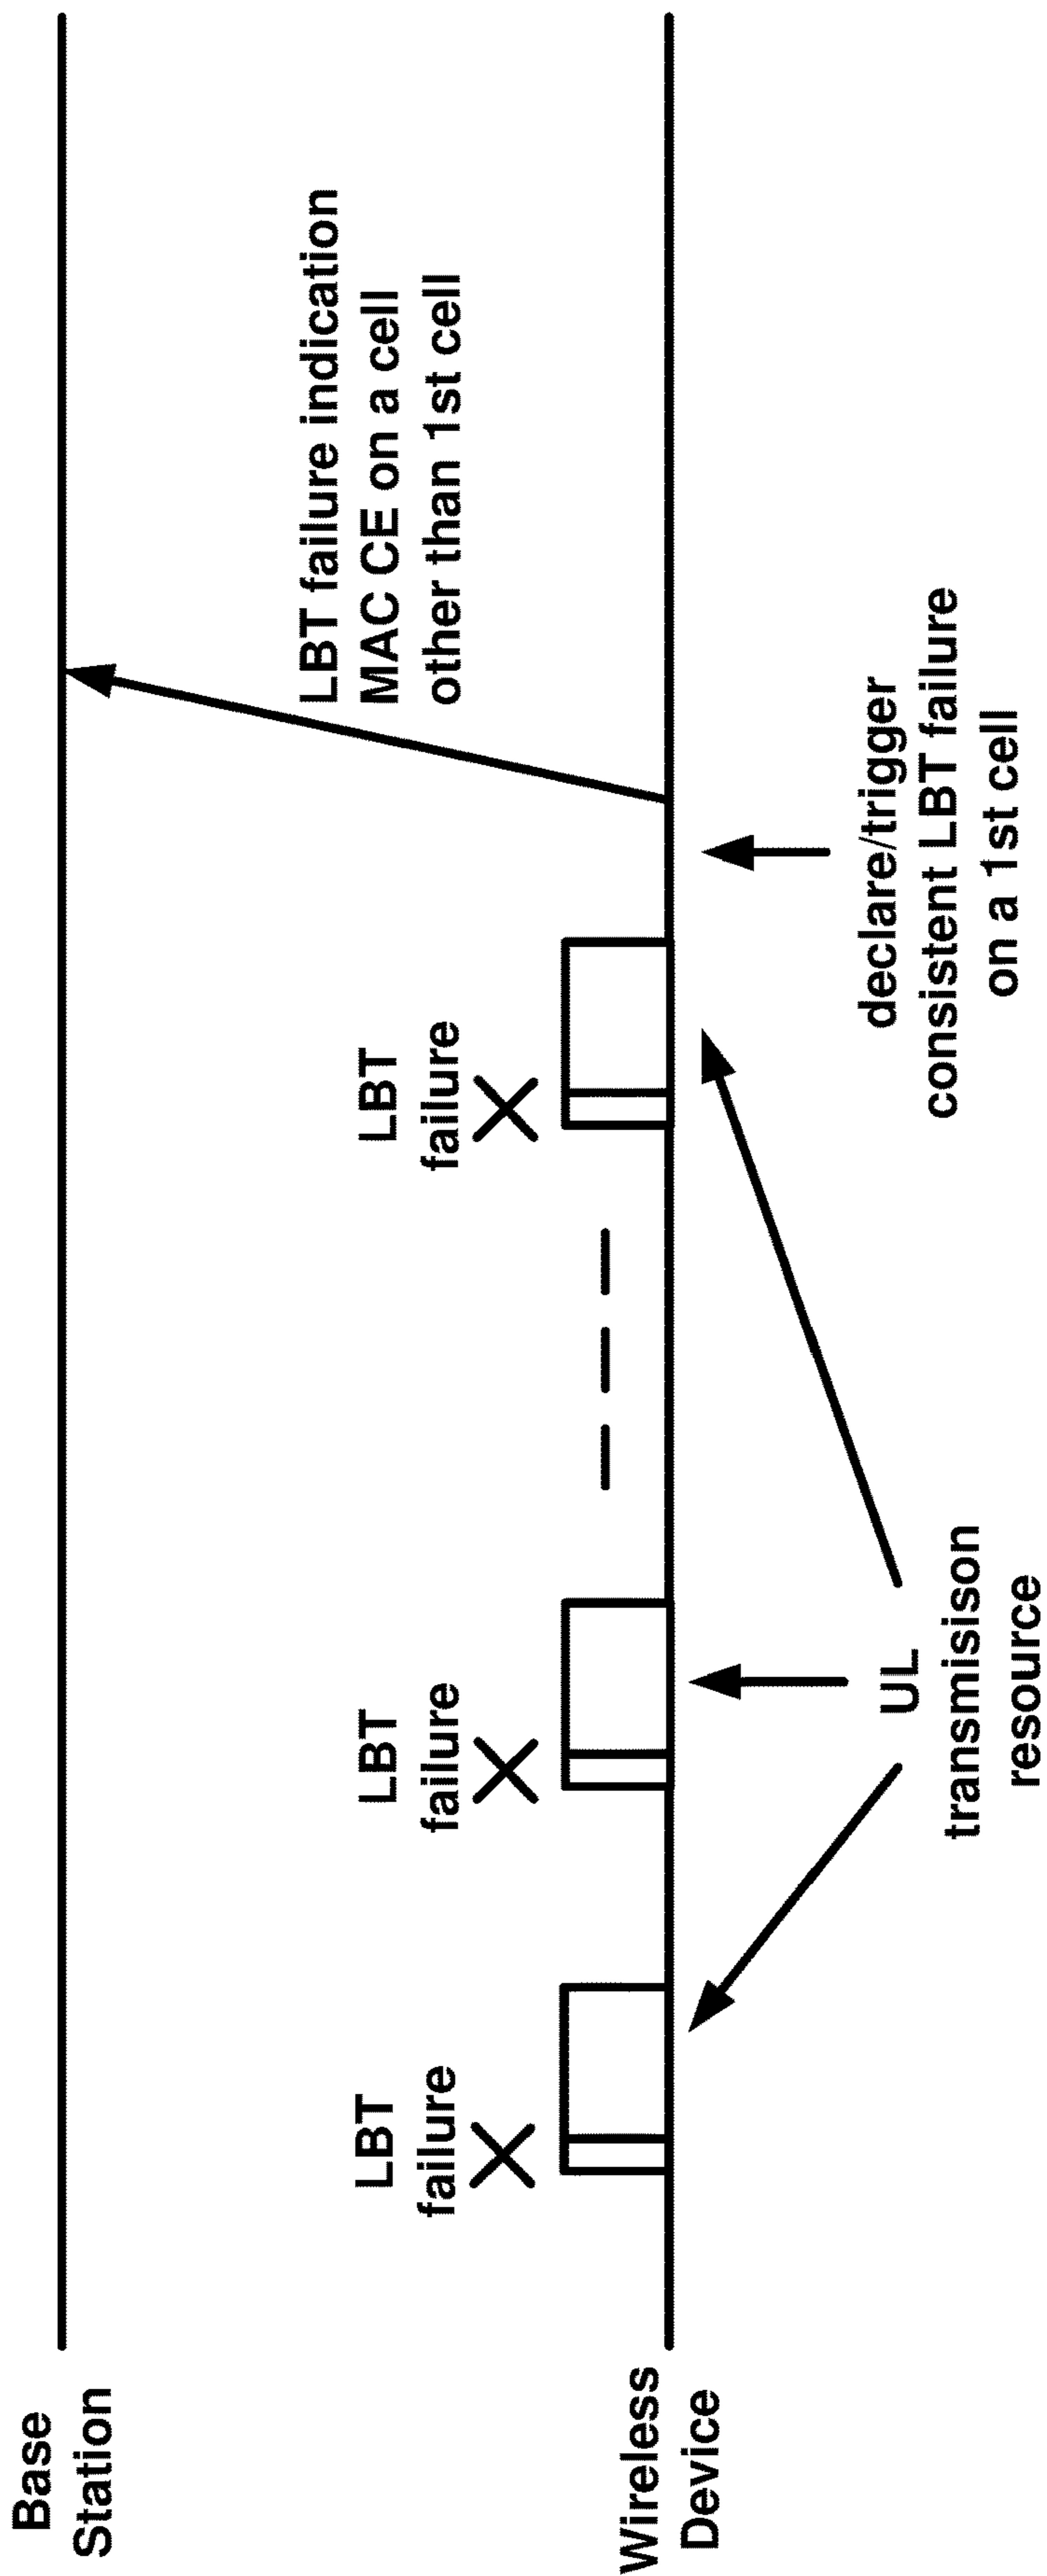 Base
Station
LBT failure indication
MAC CE on a cell
other than 1st cell
LBT
failure
LBT
failure
LBT
failure
Wireless
Device
UL
transmisison
resource
declare/trigger
consistent LBT failure
on a 1st cell